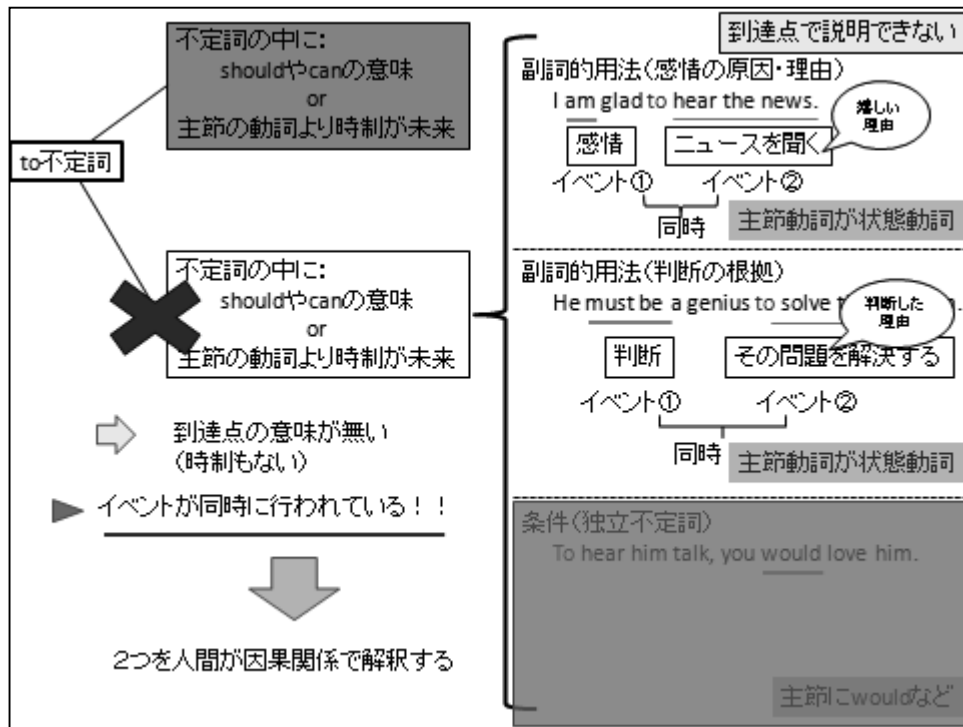 to不定詞
不定詞の中に:
shouldやcanの意味
or
主節の動詞より時制が未来
不定詞の中に:
shouldやcanの意味
or
主節の動詞より時制が未来
到達点の意味が無い
(時制もない)
イベントが同時に行われている！！
2つを人間が因果関係で解釈する
到達点で説明できない
副詞的用法(感情の原因・理由)
I am glad to hear the news.
嬉しい
理由
感情
ニュースを聞く
イベント①
イベント②
同時
主節動詞が状態動詞
副詞的用法(判断の根拠)
He must be a genius to solve
判断した
理由
判断
その問題を解決する
イベント①
イベント②
同時
主節動詞が状態動詞
条件(独立不定詞)
To hear him talk, you would love him.
主節にwouldなど